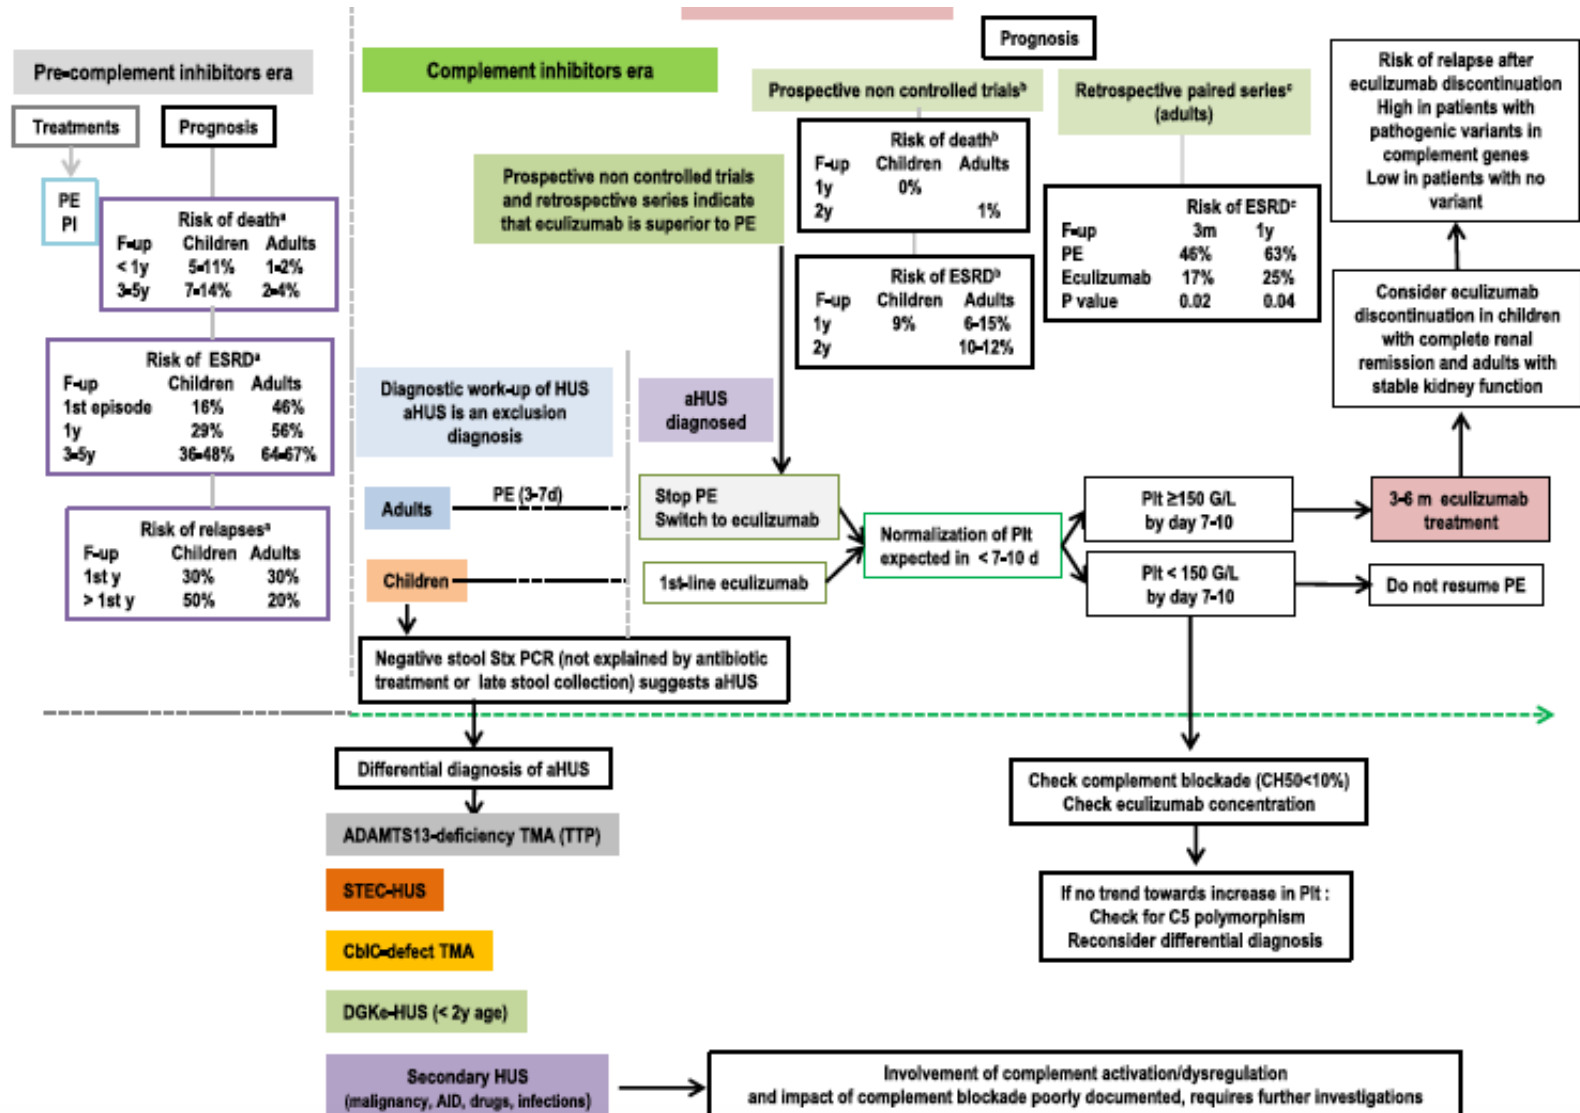 Prognosis
Pre-complement inhibitors era
Complement inhibitors era
Treatments
Prognosis
PE
PI
Risk of deathᵃ
F-up Children Adults
< 1y 5-11% 1-2%
3-5y 7-14% 2-4%
Risk of ESRDᵃ
F-up Children Adults
1st episode 16% 46%
1y 29% 56%
3-5y 36-48% 64-67%
Risk of relapsesᵃ
F-up Children Adults
1st y 30% 30%
> 1st y 50% 20%
Prospective non controlled trials
and retrospective series indicate
that eculizumab is superior to PE
Prospective non controlled trialsᵇ
Risk of deathᵇ
F-up Children Adults
1y 0%
2y 1%
Risk of ESRDᵇ
F-up Children Adults
1y 9% 6-15%
2y 10-12%
Retrospective paired seriesᶜ
(adults)
Risk of ESRDᶜ
F-up 3m 1y
PE 46% 63%
Eculizumab 17% 25%
P value 0.02 0.04
Risk of relapse after
eculizumab discontinuation
High in patients with
pathogenic variants in
complement genes
Low in patients with no
variant
Consider eculizumab
discontinuation in children
with complete renal
remission and adults with
stable kidney function
Diagnostic work-up of HUS
aHUS is an exclusion
diagnosis
aHUS
diagnosed
Adults
PE (3-7d)
Children
Stop PE
Switch to eculizumab
1st-line eculizumab
Normalization of Plt
expected in < 7-10 d
Plt ≥150 G/L
by day 7-10
Plt < 150 G/L
by day 7-10
3-6 m eculizumab
treatment
Do not resume PE
Negative stool Stx PCR (not explained by antibiotic
treatment or late stool collection) suggests aHUS
Differential diagnosis of aHUS
ADAMTS13-deficiency TMA (TTP)
STEC-HUS
CblC-defect TMA
DGKe-HUS (< 2y age)
Secondary HUS
(malignancy, AID, drugs, infections)
Check complement blockade (CH50<10%)
Check eculizumab concentration
If no trend towards increase in Plt :
Check for C5 polymorphism
Reconsider differential diagnosis
Involvement of complement activation/dysregulation
and impact of complement blockade poorly documented, requires further investigations